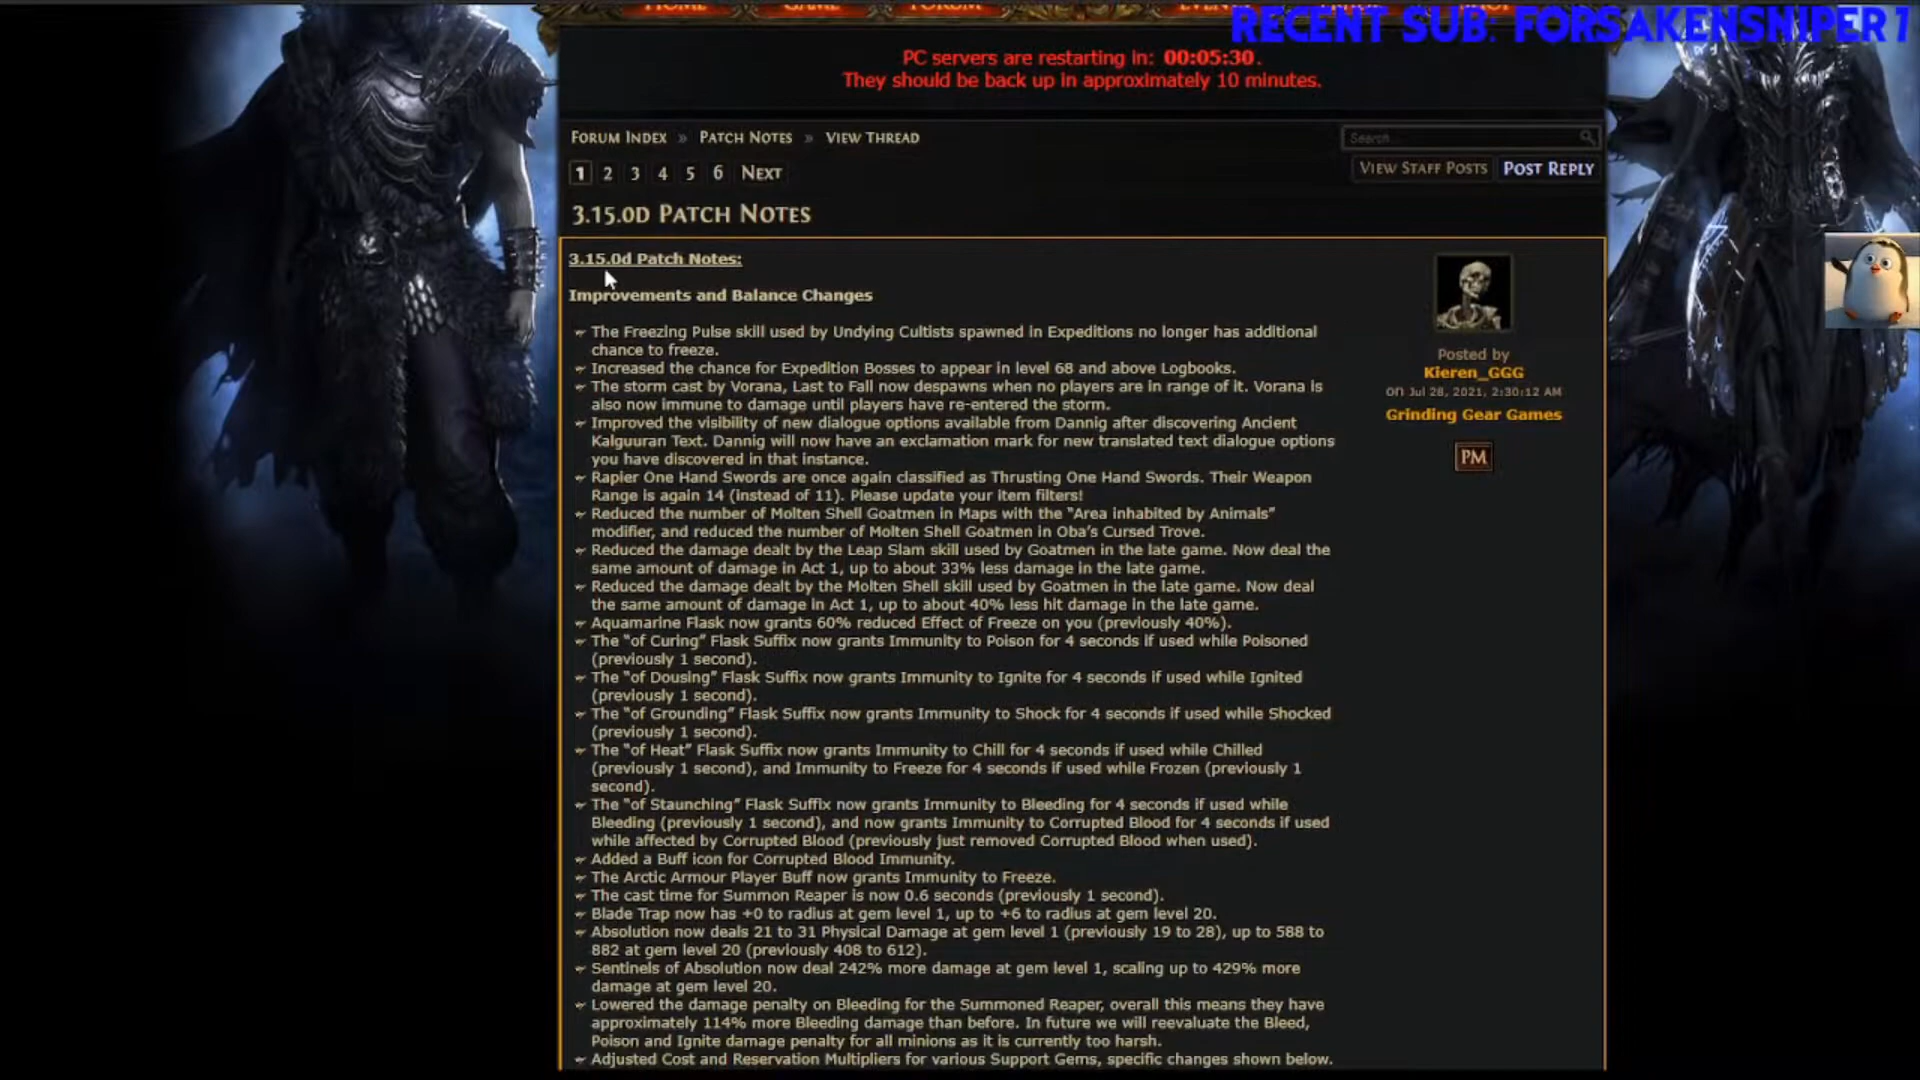 HOME GAME FORUM EVENTS SHOP
RECENT SUB: FORSAKENSNIPER1
PC servers are restarting in: 00:05:30.
They should be back up in approximately 10 minutes.
FORUM INDEX » PATCH NOTES » VIEW THREAD
Search...
1 2 3 4 5 6 NEXT
VIEW STAFF POSTS POST REPLY
3.15.0D PATCH NOTES
3.15.0d Patch Notes:
Improvements and Balance Changes
The Freezing Pulse skill used by Undying Cultists spawned in Expeditions no longer has additional
chance to freeze.
Increased the chance for Expedition Bosses to appear in level 68 and above Logbooks.
The storm cast by Vorana, Last to Fall now despawns when no players are in range of it. Vorana is
also now immune to damage until players have re-entered the storm.
Improved the visibility of new dialogue options available from Dannig after discovering Ancient
Kalguuran Text. Dannig will now have an exclamation mark for new translated text dialogue options
you have discovered in that instance.
Rapier One Hand Swords are once again classified as Thrusting One Hand Swords. Their Weapon
Range is again 14 (instead of 11). Please update your item filters!
Reduced the number of Molten Shell Goatmen in Maps with the “Area inhabited by Animals”
modifier, and reduced the number of Molten Shell Goatmen in Oba’s Cursed Trove.
Reduced the damage dealt by the Leap Slam skill used by Goatmen in the late game. Now deal the
same amount of damage in Act 1, up to about 33% less damage in the late game.
Reduced the damage dealt by the Molten Shell skill used by Goatmen in the late game. Now deal
the same amount of damage in Act 1, up to about 40% less hit damage in the late game.
Aquamarine Flask now grants 60% reduced Effect of Freeze on you (previously 40%).
The “of Curing” Flask Suffix now grants Immunity to Poison for 4 seconds if used while Poisoned
(previously 1 second).
The “of Dousing” Flask Suffix now grants Immunity to Ignite for 4 seconds if used while Ignited
(previously 1 second).
The “of Grounding” Flask Suffix now grants Immunity to Shock for 4 seconds if used while Shocked
(previously 1 second).
The “of Heat” Flask Suffix now grants Immunity to Chill for 4 seconds if used while Chilled
(previously 1 second), and Immunity to Freeze for 4 seconds if used while Frozen (previously 1
second).
The “of Staunching” Flask Suffix now grants Immunity to Bleeding for 4 seconds if used while
Bleeding (previously 1 second), and now grants Immunity to Corrupted Blood for 4 seconds if used
while affected by Corrupted Blood (previously just removed Corrupted Blood when used).
Added a Buff icon for Corrupted Blood Immunity.
The Arctic Armour Player Buff now grants Immunity to Freeze.
The cast time for Summon Reaper is now 0.6 seconds (previously 1 second).
Blade Trap now has +0 to radius at gem level 1, up to +6 to radius at gem level 20.
Absolution now deals 21 to 31 Physical Damage at gem level 1 (previously 19 to 28), up to 588 to
882 at gem level 20 (previously 408 to 612).
Sentinels of Absolution now deal 242% more damage at gem level 1, scaling up to 429% more
damage at gem level 20.
Lowered the damage penalty on Bleeding for the Summoned Reaper, overall this means they have
approximately 114% more Bleeding damage than before. In future we will reevaluate the Bleed,
Poison and Ignite damage penalty for all minions as it is currently too harsh.
Adjusted Cost and Reservation Multipliers for various Support Gems, specific changes shown below.
Posted by
Kieren_GGG
on Jul 28, 2021, 2:30:12 AM
Grinding Gear Games
PM